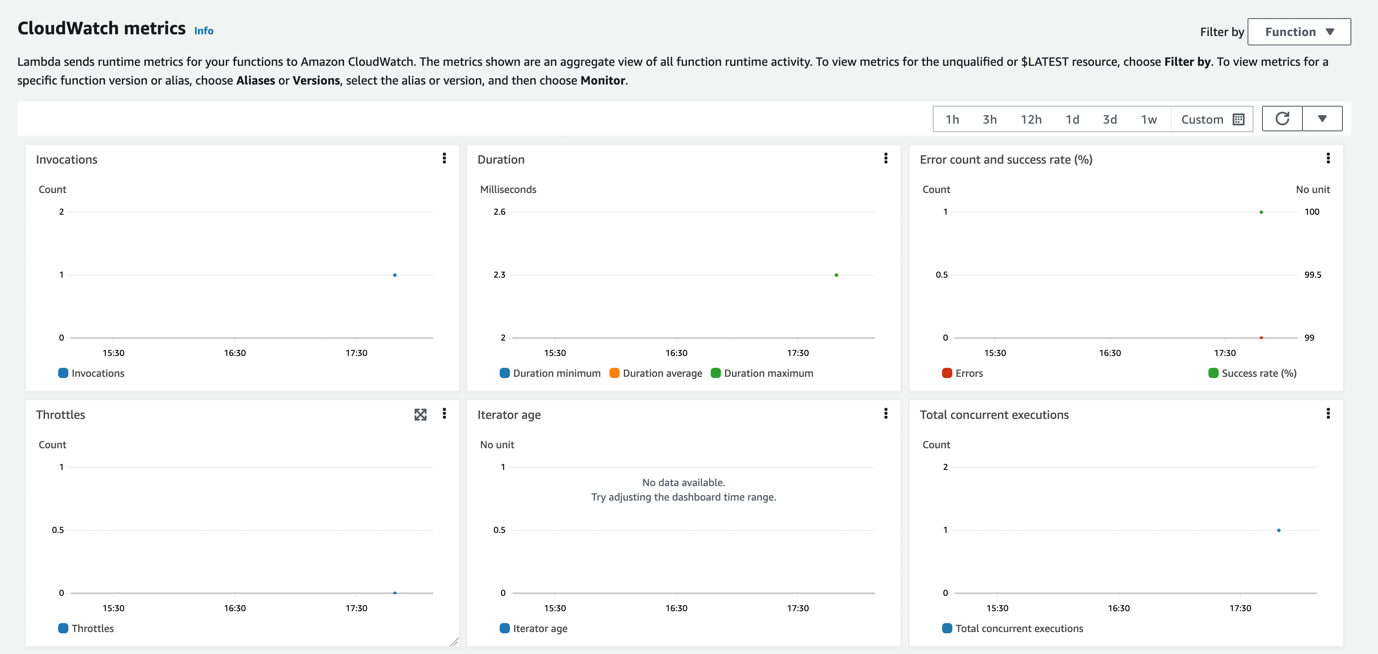 CloudWatch metrics Info
Filter by Function
Lambda sends runtime metrics for your functions to Amazon CloudWatch. The metrics shown are an aggregate view of all function runtime activity. To view metrics for the unqualified or $LATEST resource, choose Filter by. To view metrics for a
specific function version or alias, choose Aliases or Versions, select the alias or version, and then choose Monitor.
1h 3h 12h 1d 3d 1w Custom
Invocations
Count
2
1
0
15:30 16:30 17:30
Invocations
Duration
Milliseconds
2.6
2.3
2
15:30 16:30 17:30
Duration minimum Duration average Duration maximum
Error count and success rate (%)
Count No unit
1 100
0.5 99.5
0 99
15:30 16:30 17:30
Errors Success rate (%)
Throttles
Count
1
0.5
0
15:30 16:30 17:30
Throttles
Iterator age
No unit
1
No data available.
Try adjusting the dashboard time range.
0.5
0
15:30 16:30 17:30
Iterator age
Total concurrent executions
Count
2
1
0
15:30 16:30 17:30
Total concurrent executions